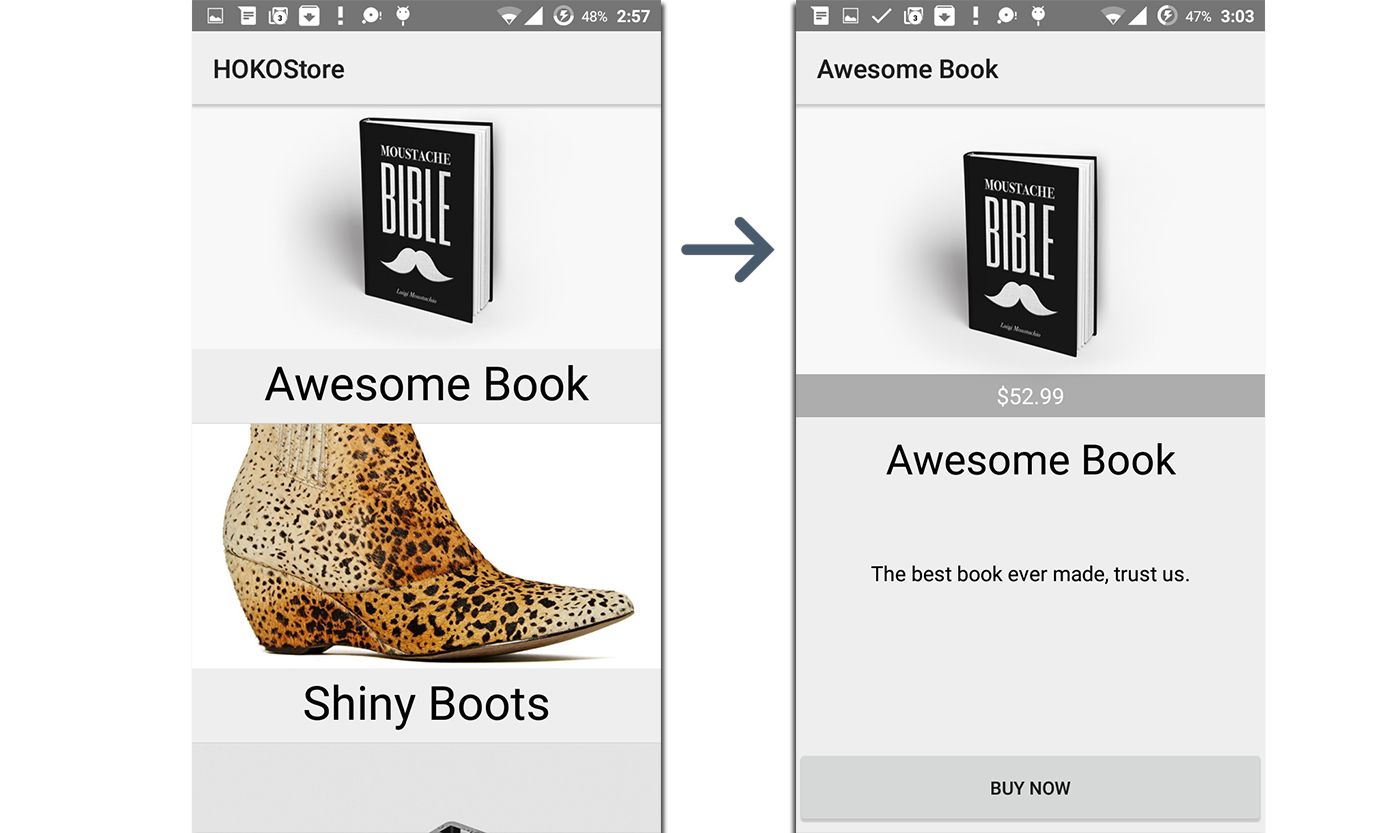 48% 2:57
HOKOStore
MOUSTACHE
BIBLE
Luigi Moustachio
Awesome Book
Shiny Boots
47% 3:03
Awesome Book
MOUSTACHE
BIBLE
Luigi Moustachio
$52.99
Awesome Book
The best book ever made, trust us.
BUY NOW